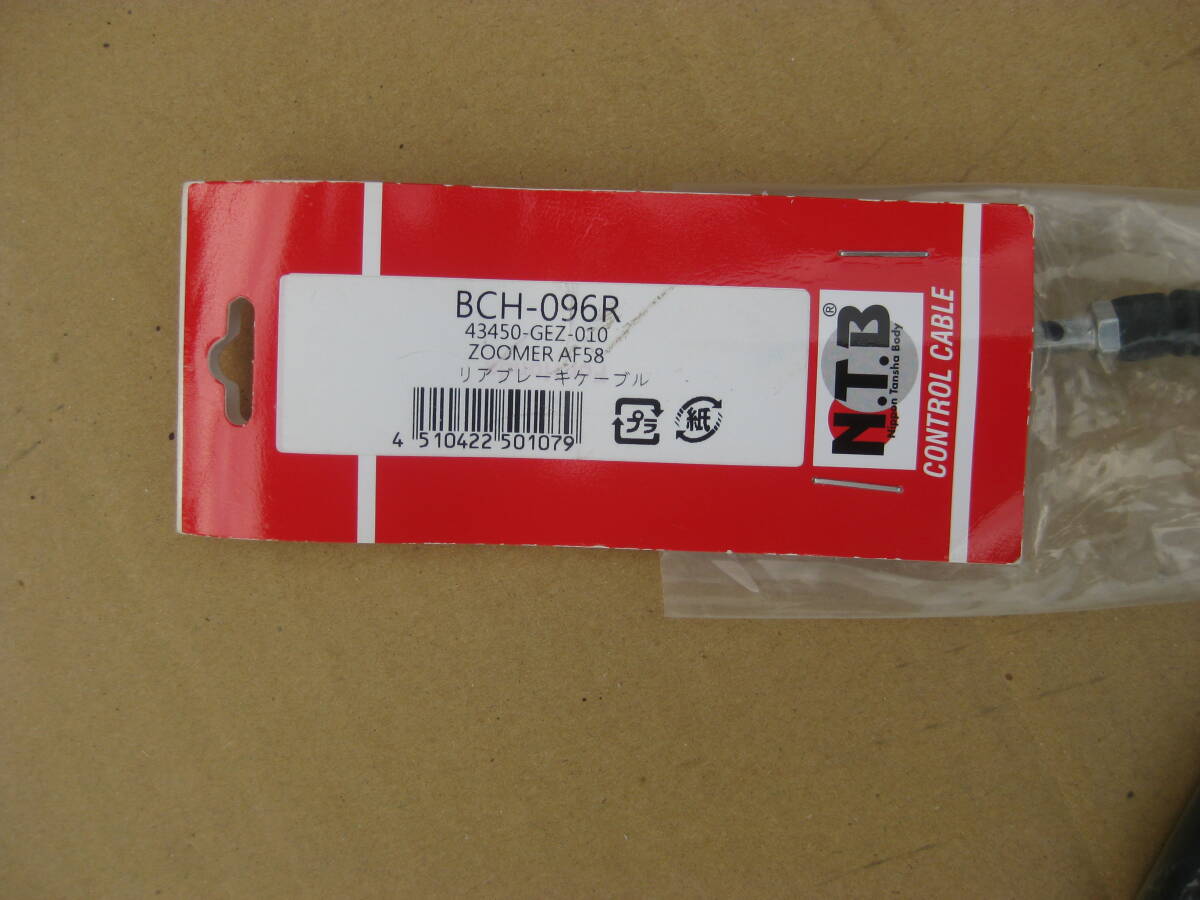 BCH-096R
43450-GEZ-010
ZOOMER AF58
リアブレーキケーブル
4 510422 501079
プラ
紙
N.T.B®
Nippon Tansha Body
CONTROL CABLE